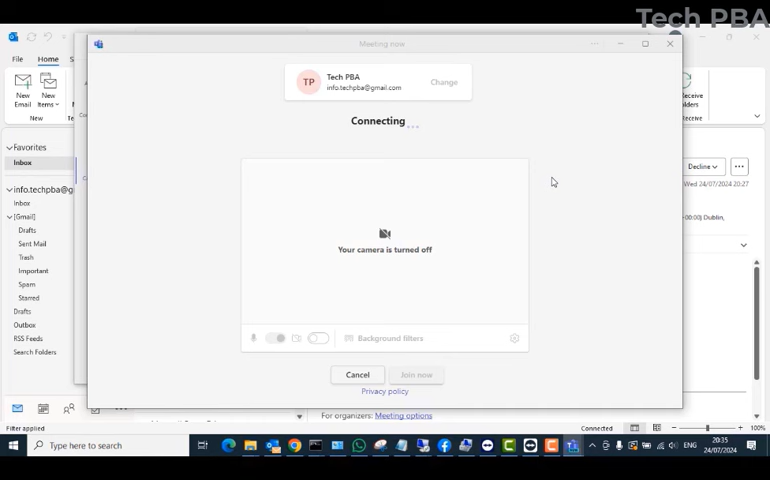 Tech PBA
Meeting now
File
Home
TP
Tech PBA
info.techpba@gmail.com
Change
New
Email
New
Items
New
Connecting
Favorites
Inbox
Decline
Wed 24/07/2024 20:27
info.techpba@g
Inbox
00:00) Dublin,
[Gmail]
Drafts
Sent Mail
Your camera is turned off
Trash
Important
Spam
Starred
Drafts
Outbox
RSS Feeds
Background filters
Search Folders
Cancel
Join now
Privacy policy
For organizers: Meeting options
Filter applied
Connected
100%
Type here to search
ENG
20:35
24/07/2024